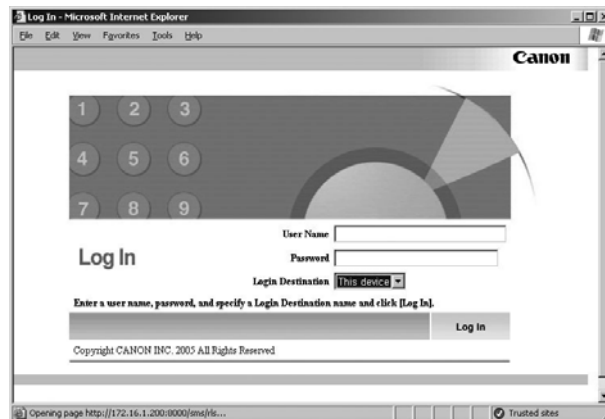 Log In - Microsoft Internet Explorer
File Edit View Favorites Tools Help
Canon
1 2 3
4 5 6
7 8 9
User Name
Log In
Password
Login Destination This device
Enter a user name, password, and specify a Login Destination name and click [Log In].
Log In
Copyright CANON INC. 2005 All Rights Reserved
Opening page http://172.16.1.200:8000/sms/rls... Trusted sites